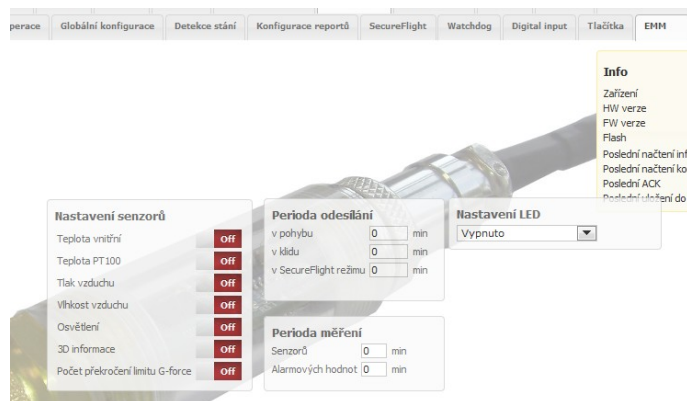 perace Globální konfigurace Detekce stání Konfigurace reportů SecureFlight Watchdog Digital input Tlačítka EMM
Info
Zařízení
HW verze
FW verze
Flash
Poslední načtení inf
Poslední načtení ko
Poslední ACK
Poslední uložení do
Nastavení senzorů
Teplota vnitřní Off
Teplota PT100 Off
Tlak vzduchu Off
Vlhkost vzduchu Off
Osvětlení Off
3D informace Off
Počet překročení limitu G-force Off
Perioda odesílání
v pohybu 0 min
v klidu 0 min
v SecureFlight režimu 0 min
Perioda měření
Senzorů 0 min
Alarmových hodnot 0 min
Nastavení LED
Vypnuto